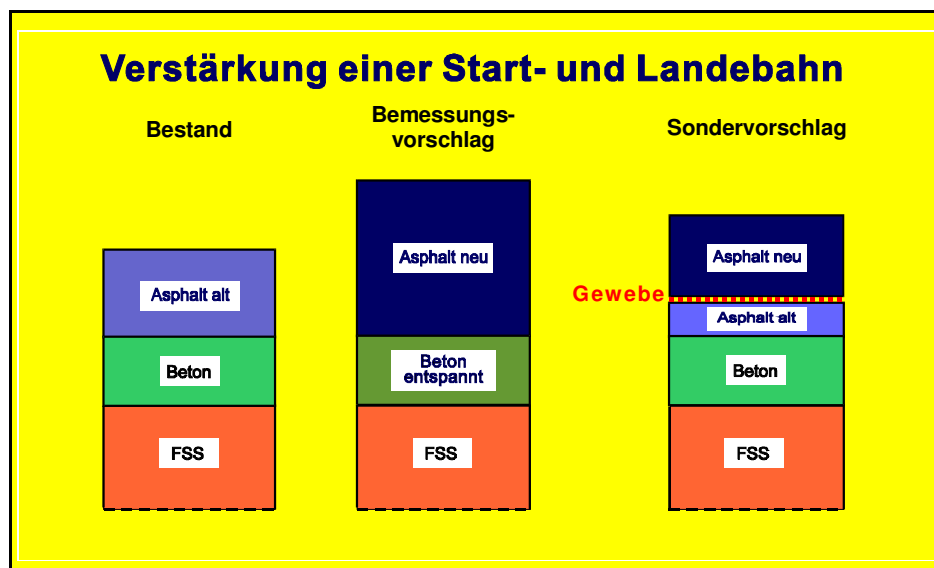 Verstärkung einer Start- und Landebahn
Bestand
Asphalt alt
Beton
FSS
Bemessungs-
vorschlag
Asphalt neu
Beton
entspannt
FSS
Sondervorschlag
Asphalt neu
Gewebe
Asphalt alt
Beton
FSS